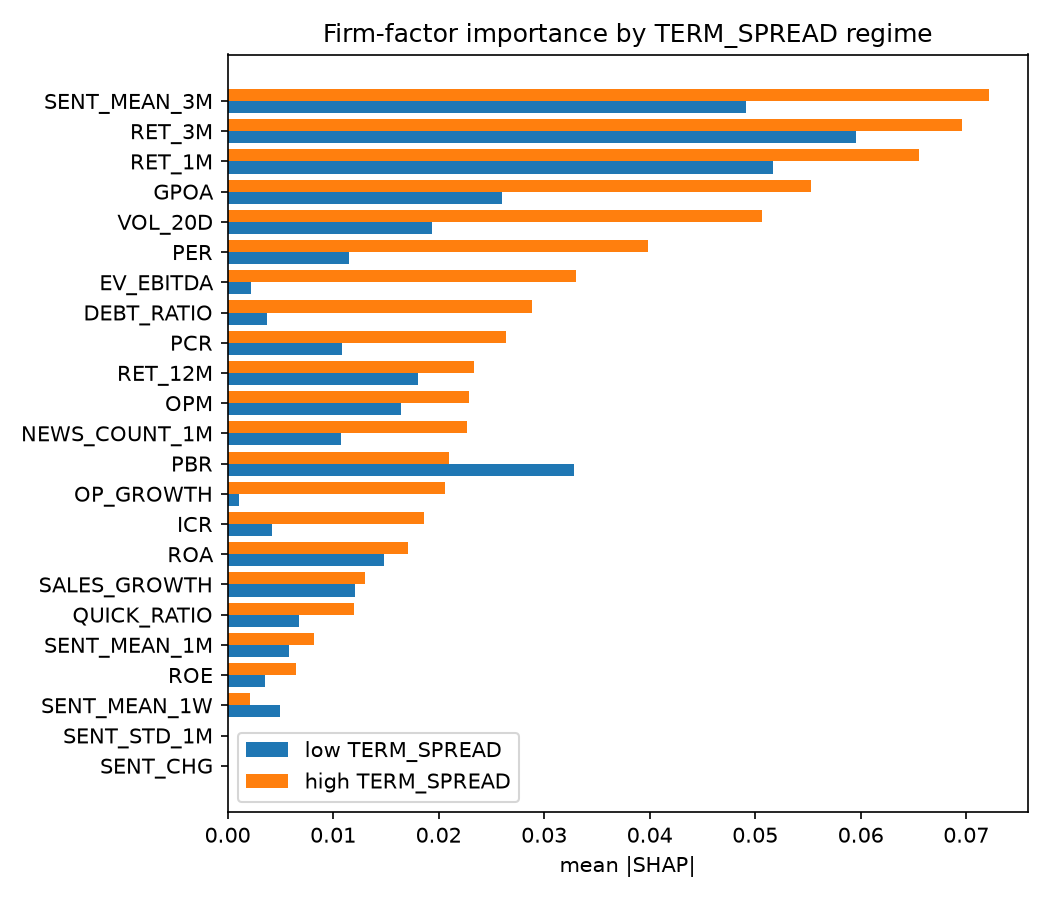 Firm-factor importance by TERM_SPREAD regime
SENT_MEAN_3M
RET_3M
RET_1M
GPOA
VOL_20D
PER
EV_EBITDA
DEBT_RATIO
PCR
RET_12M
OPM
NEWS_COUNT_1M
PBR
OP_GROWTH
ICR
ROA
SALES_GROWTH
QUICK_RATIO
SENT_MEAN_1M
ROE
SENT_MEAN_1W
SENT_STD_1M
SENT_CHG
low TERM_SPREAD
high TERM_SPREAD
0.00 0.01 0.02 0.03 0.04 0.05 0.06 0.07
mean |SHAP|